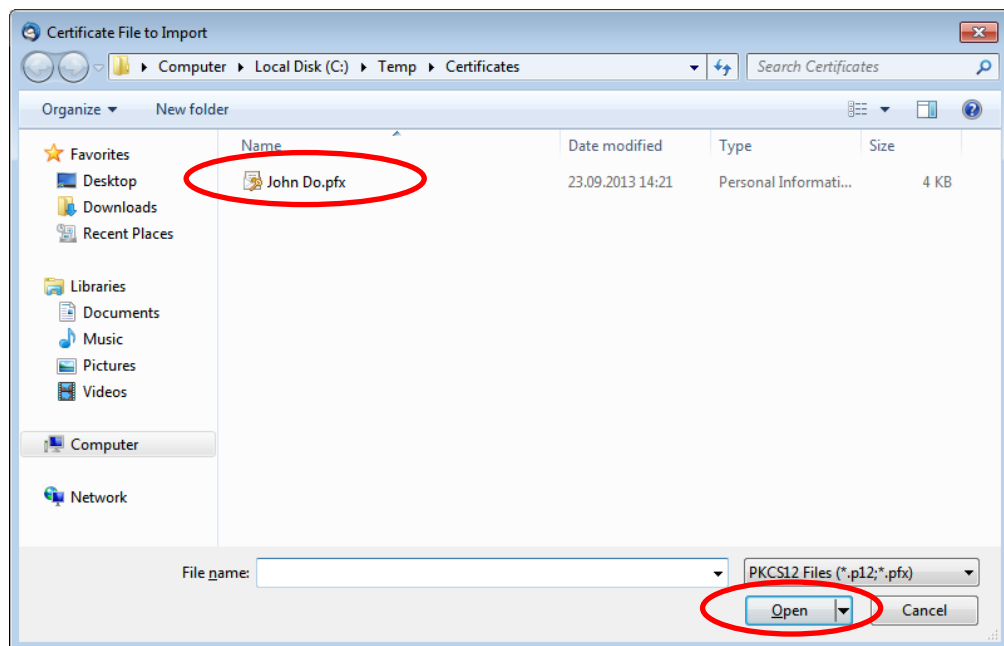 Certificate File to Import
Computer Local Disk (C:) Temp Certificates Search Certificates
Organize New folder
Name Date modified Type Size
Favorites
John Do.pfx 23.09.2013 14:21 Personal Informati... 4 KB
Desktop
Downloads
Recent Places
Libraries
Documents
Music
Pictures
Videos
Computer
Network
File name: PKCS12 Files (*.p12;*.pfx)
Open Cancel